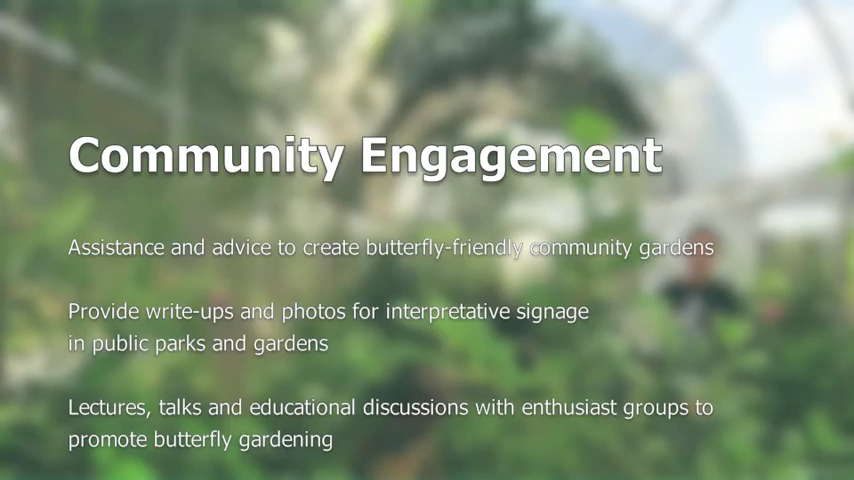 Community Engagement
Assistance and advice to create butterfly-friendly community gardens
Provide write-ups and photos for interpretative signage
in public parks and gardens
Lectures, talks and educational discussions with enthusiast groups to
promote butterfly gardening